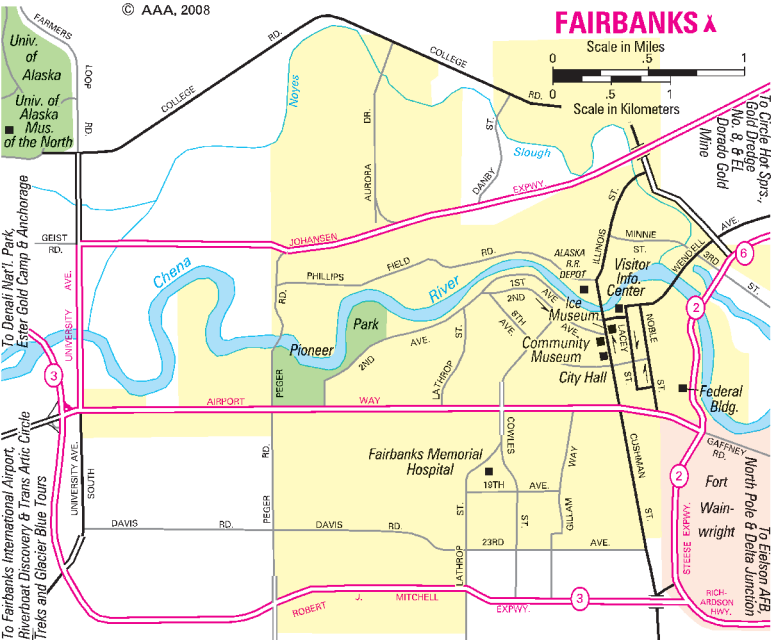 © AAA, 2008
FAIRBANKS
Scale in Miles
0 .5 1
0 .5 1
Scale in Kilometers
FARMERS
LOOP
RD.
Univ.
of
Alaska
Univ. of
Alaska
Mus.
of the North
COLLEGE
RD.
COLLEGE
RD.
Noyes
Slough
AURORA
DR.
DANBY
ST.
JOHANSEN
EXPWY.
To Circle Hot Sprs.,
Gold Dredge
No. 8, & EL
Dorado Gold
Mine
GEIST
RD.
UNIVERSITY
AVE.
To Denali Nat'l. Park,
Ester Gold Camp & Anchorage
Chena
River
PHILLIPS
FIELD
RD.
ILLINOIS
ST.
MINNIE
ST.
WENDELL
AVE.
3RD
ST.
6
2
ALASKA
R.R.
DEPOT
Visitor
Info.
Center
Ice
Museum
Community
Museum
City Hall
1ST
AVE.
2ND
AVE.
8TH
AVE.
LACEY
ST.
NOBLE
ST.
Federal
Bldg.
Pioneer
Park
2ND
AVE.
LATHROP
ST.
PEGER
RD.
3
AIRPORT
WAY
GAFFNEY
RD.
Fort
Wain-
wright
2
STEESE EXPWY.
CUSHMAN
ST.
COWLES
ST.
GILLAM
WAY
Fairbanks Memorial
Hospital
19TH
AVE.
23RD
AVE.
LATHROP
ST.
PEGER
RD.
DAVIS
RD.
DAVIS
RD.
UNIVERSITY AVE.
SOUTH
ROBERT
J.
MITCHELL
EXPWY.
3
RICH-
ARDSON
HWY.
To Fairbanks International Airport,
Riverboat Discovery & Trans Artic Circle
Treks and Glacier Blue Tours
To Eielson AFB,
North Pole & Delta Junction